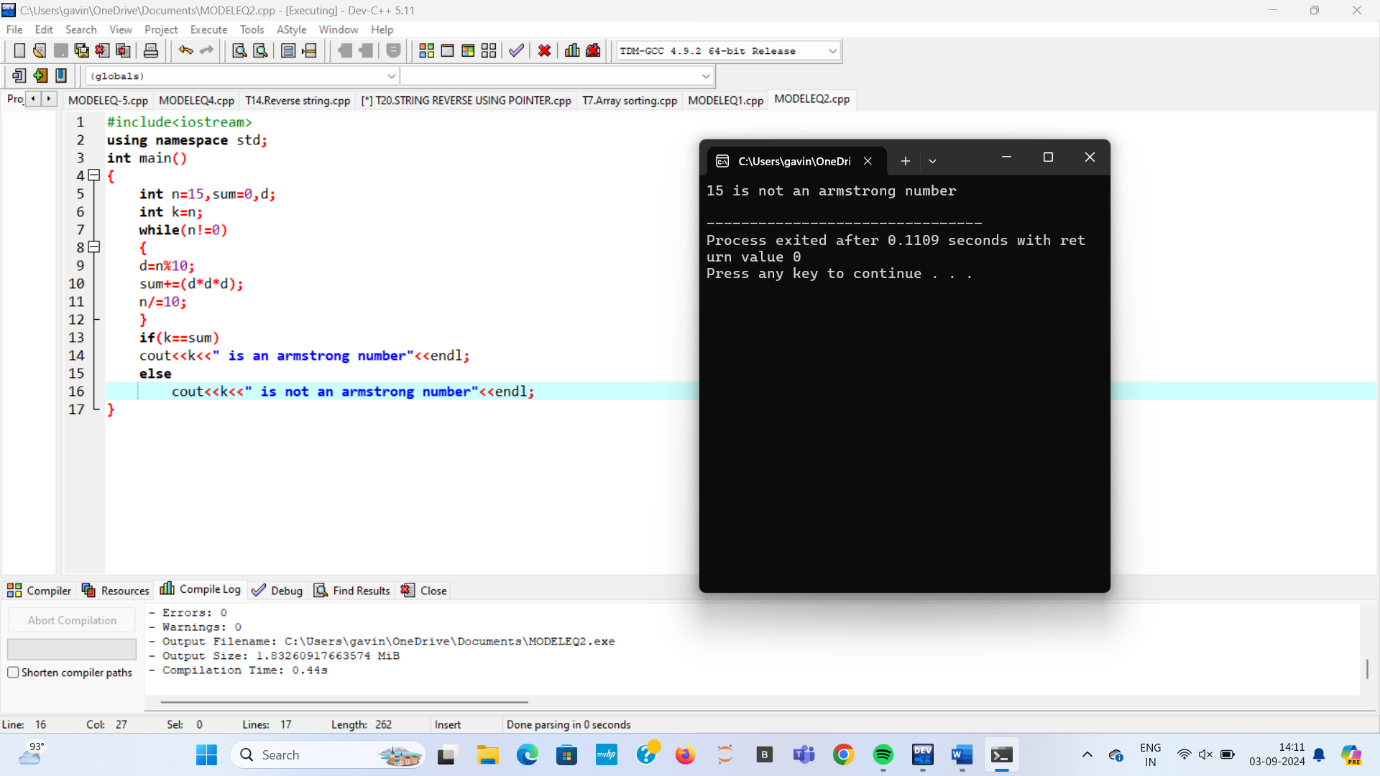 C:\Users\gavin\OneDrive\Documents\MODELEQ2.cpp - [Executing] - Dev-C++ 5.11
File Edit Search View Project Execute Tools AStyle Window Help
TDM-GCC 4.9.2 64-bit Release
(globals)
Pro MODELEQ-5.cpp MODELEQ4.cpp T14.Reverse string.cpp [*] T20.STRING REVERSE USING POINTER.cpp T7.Array sorting.cpp MODELEQ1.cpp MODELEQ2.cpp
1 #include<iostream>
2 using namespace std;
3 int main()
4 {
5 int n=15,sum=0,d;
6 int k=n;
7 while(n!=0)
8 {
9 d=n%10;
10 sum+=(d*d*d);
11 n/=10;
12 }
13 if(k==sum)
14 cout<<k<<" is an armstrong number"<<endl;
15 else
16 cout<<k<<" is not an armstrong number"<<endl;
17 }
C:\Users\gavin\OneDri
15 is not an armstrong number
--------------------------------
Process exited after 0.1109 seconds with ret
urn value 0
Press any key to continue . . .
Compiler Resources Compile Log Debug Find Results Close
Abort Compilation
Shorten compiler paths
- Errors: 0
- Warnings: 0
- Output Filename: C:\Users\gavin\OneDrive\Documents\MODELEQ2.exe
- Output Size: 1.83260917663574 MiB
- Compilation Time: 0.44s
Line: 16 Col: 27 Sel: 0 Lines: 17 Length: 262 Insert Done parsing in 0 seconds
93°
Search
myhp
B
DEV
ENG
IN
14:11
03-09-2024
PRE